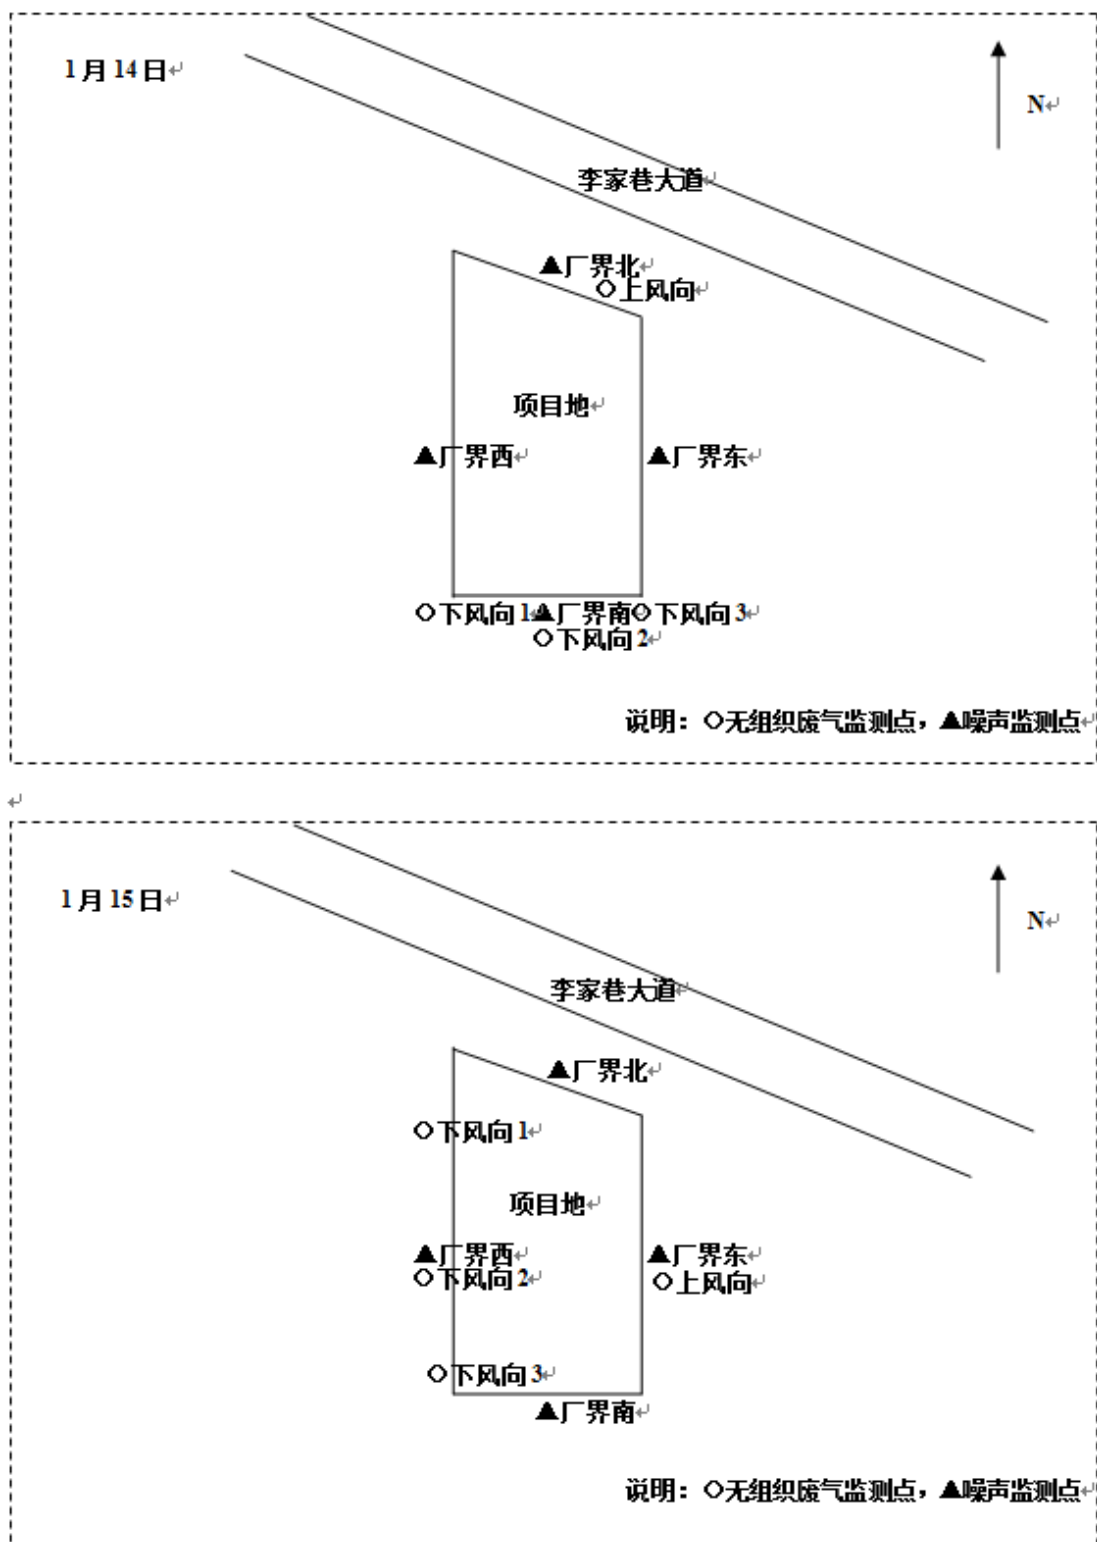 1月14日
N
李家巷大道
▲厂界北
○上风向
项目地
▲厂界西
▲厂界东
○下风向1
▲厂界南
○下风向3
○下风向2
说明：○无组织废气监测点，▲噪声监测点
1月15日
N
李家巷大道
▲厂界北
○下风向1
项目地
▲厂界西
▲厂界东
○下风向2
○上风向
○下风向3
▲厂界南
说明：○无组织废气监测点，▲噪声监测点